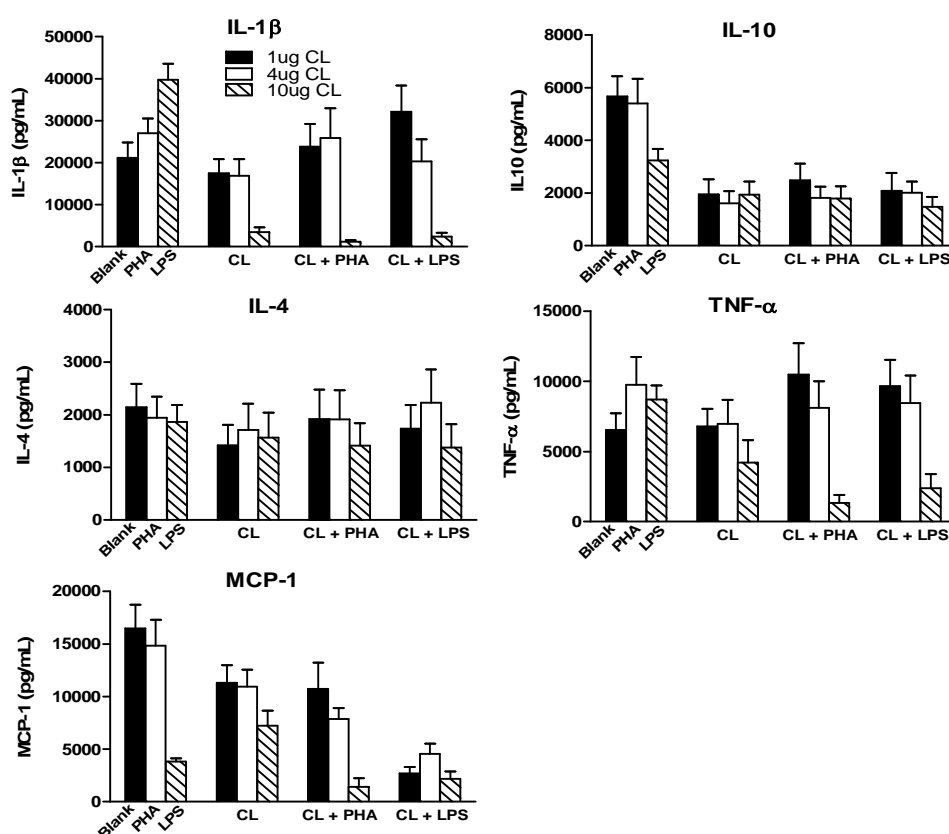 IL-1β
IL-1β (pg/mL)
50000
40000
30000
20000
10000
0
1ug CL
4ug CL
10ug CL
Blank
PHA
LPS
CL
CL + PHA
CL + LPS
IL-10
IL10 (pg/mL)
8000
6000
4000
2000
0
Blank
PHA
LPS
CL
CL + PHA
CL + LPS
IL-4
IL-4 (pg/mL)
4000
3000
2000
1000
0
Blank
PHA
LPS
CL
CL + PHA
CL + LPS
TNF-α
TNF-α (pg/mL)
15000
10000
5000
0
Blank
PHA
LPS
CL
CL + PHA
CL + LPS
MCP-1
MCP-1 (pg/mL)
20000
15000
10000
5000
0
Blank
PHA
LPS
CL
CL + PHA
CL + LPS